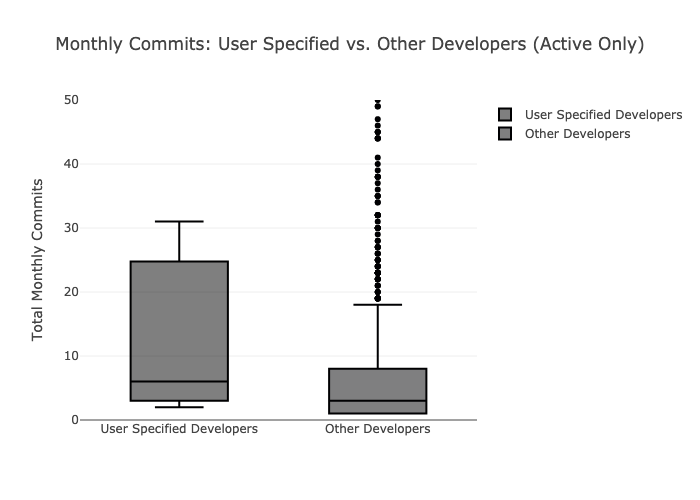 Monthly Commits: User Specified vs. Other Developers (Active Only)
50
40
30
20
10
0
Total Monthly Commits
User Specified Developers
Other Developers
User Specified Developers
Other Developers